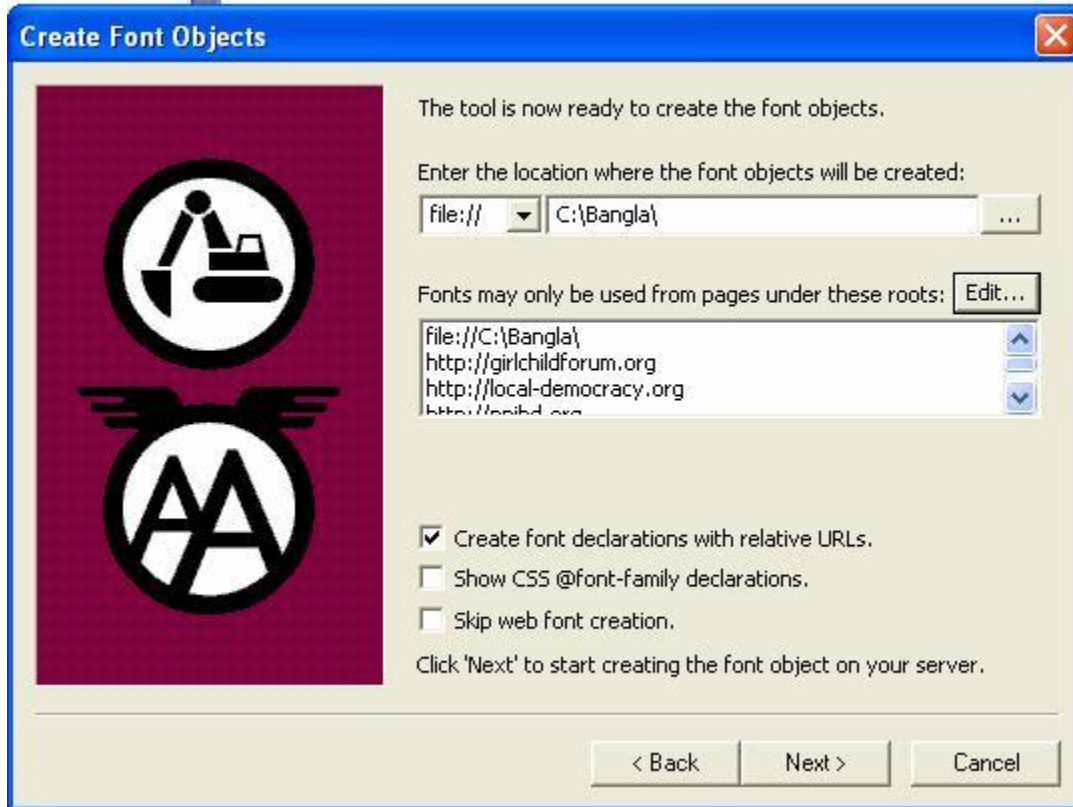 Create Font Objects
The tool is now ready to create the font objects.
Enter the location where the font objects will be created:
file:// C:\Bangla\ ...
Fonts may only be used from pages under these roots: Edit...
file://C:\Bangla\
http://girlchildforum.org
http://local-democracy.org
AA
Create font declarations with relative URLs.
Show CSS @font-family declarations.
Skip web font creation.
Click 'Next' to start creating the font object on your server.
< Back Next > Cancel